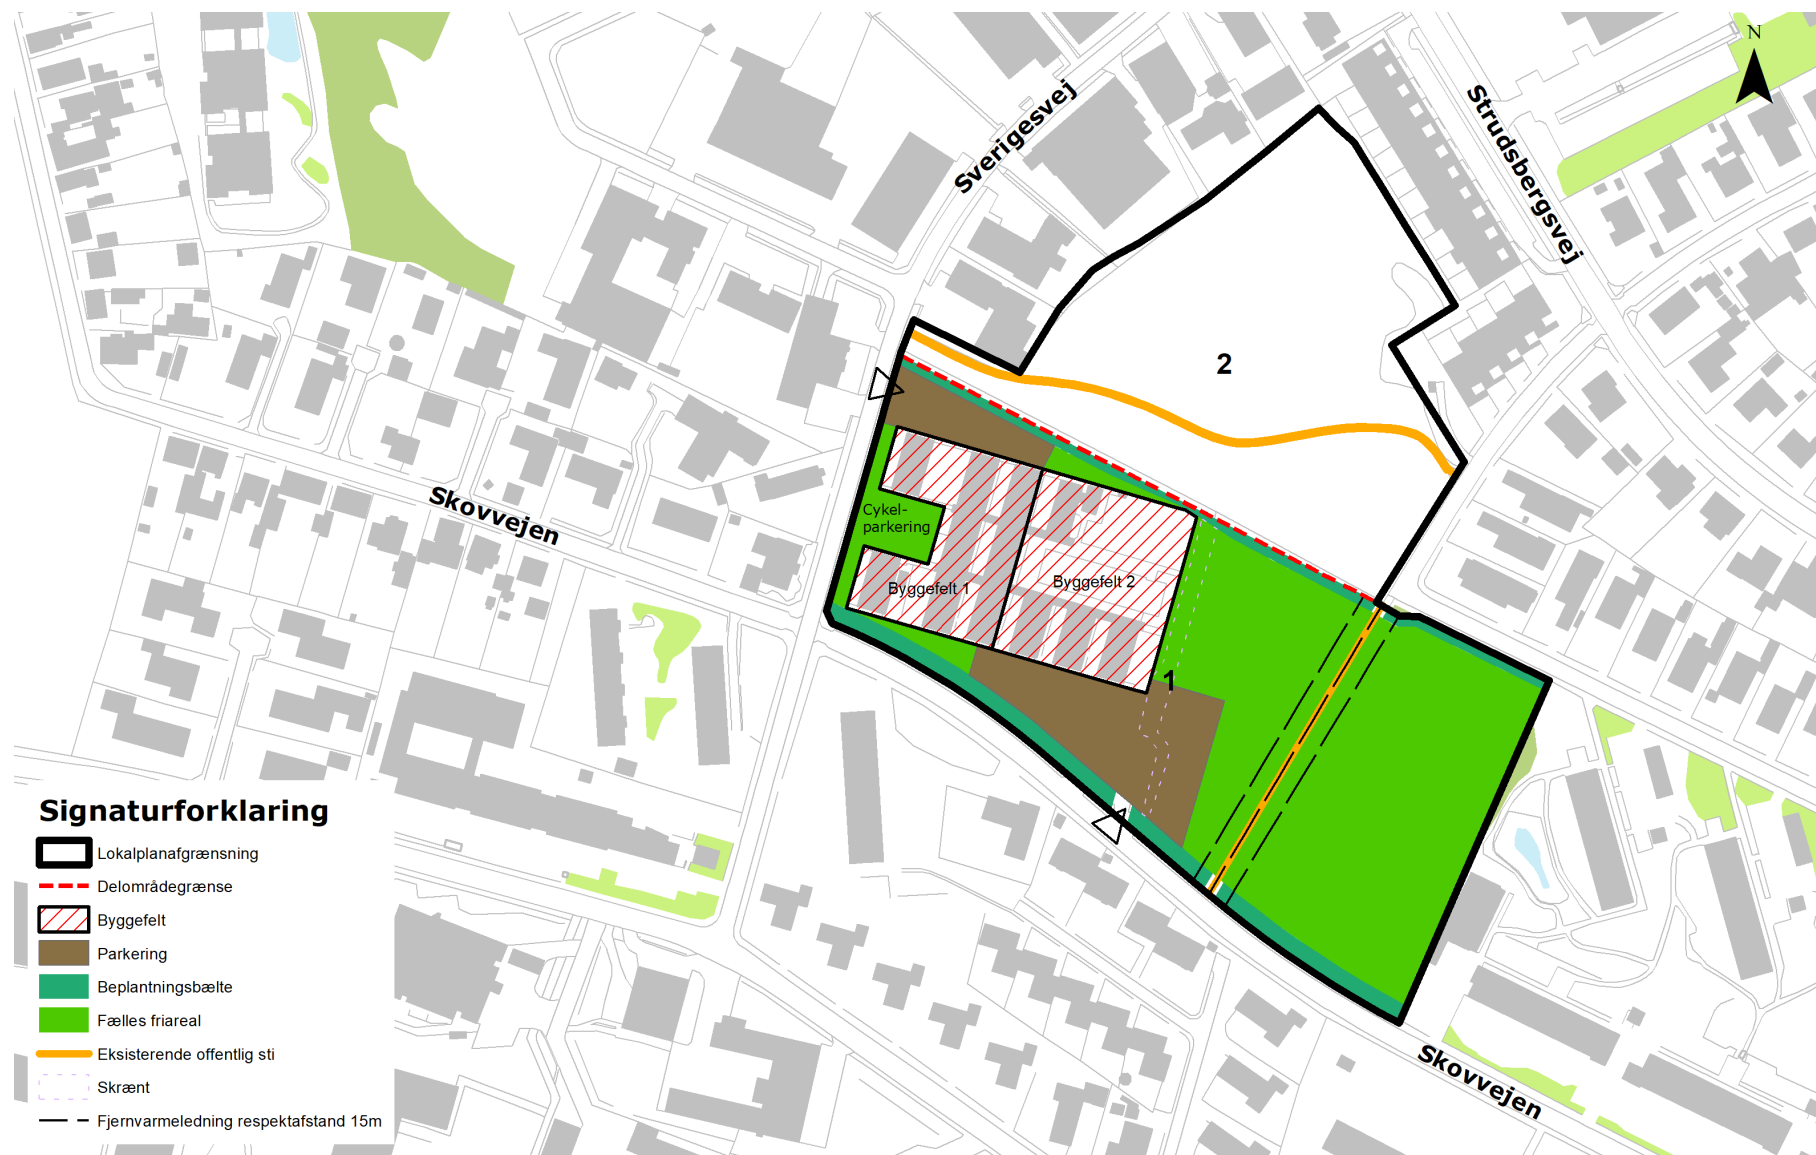 N
Sverigesvej
Strudsbergsvej
2
Skovvejen
Cykel-
parkering
Byggefelt 1
Byggefelt 2
1
Skovvejen
Signaturforklaring
Lokalplanafgrænsning
Delområdegrænse
Byggefelt
Parkering
Beplantningsbælte
Fælles friareal
Eksisterende offentlig sti
Skrænt
Fjernvarmeledning respektafstand 15m